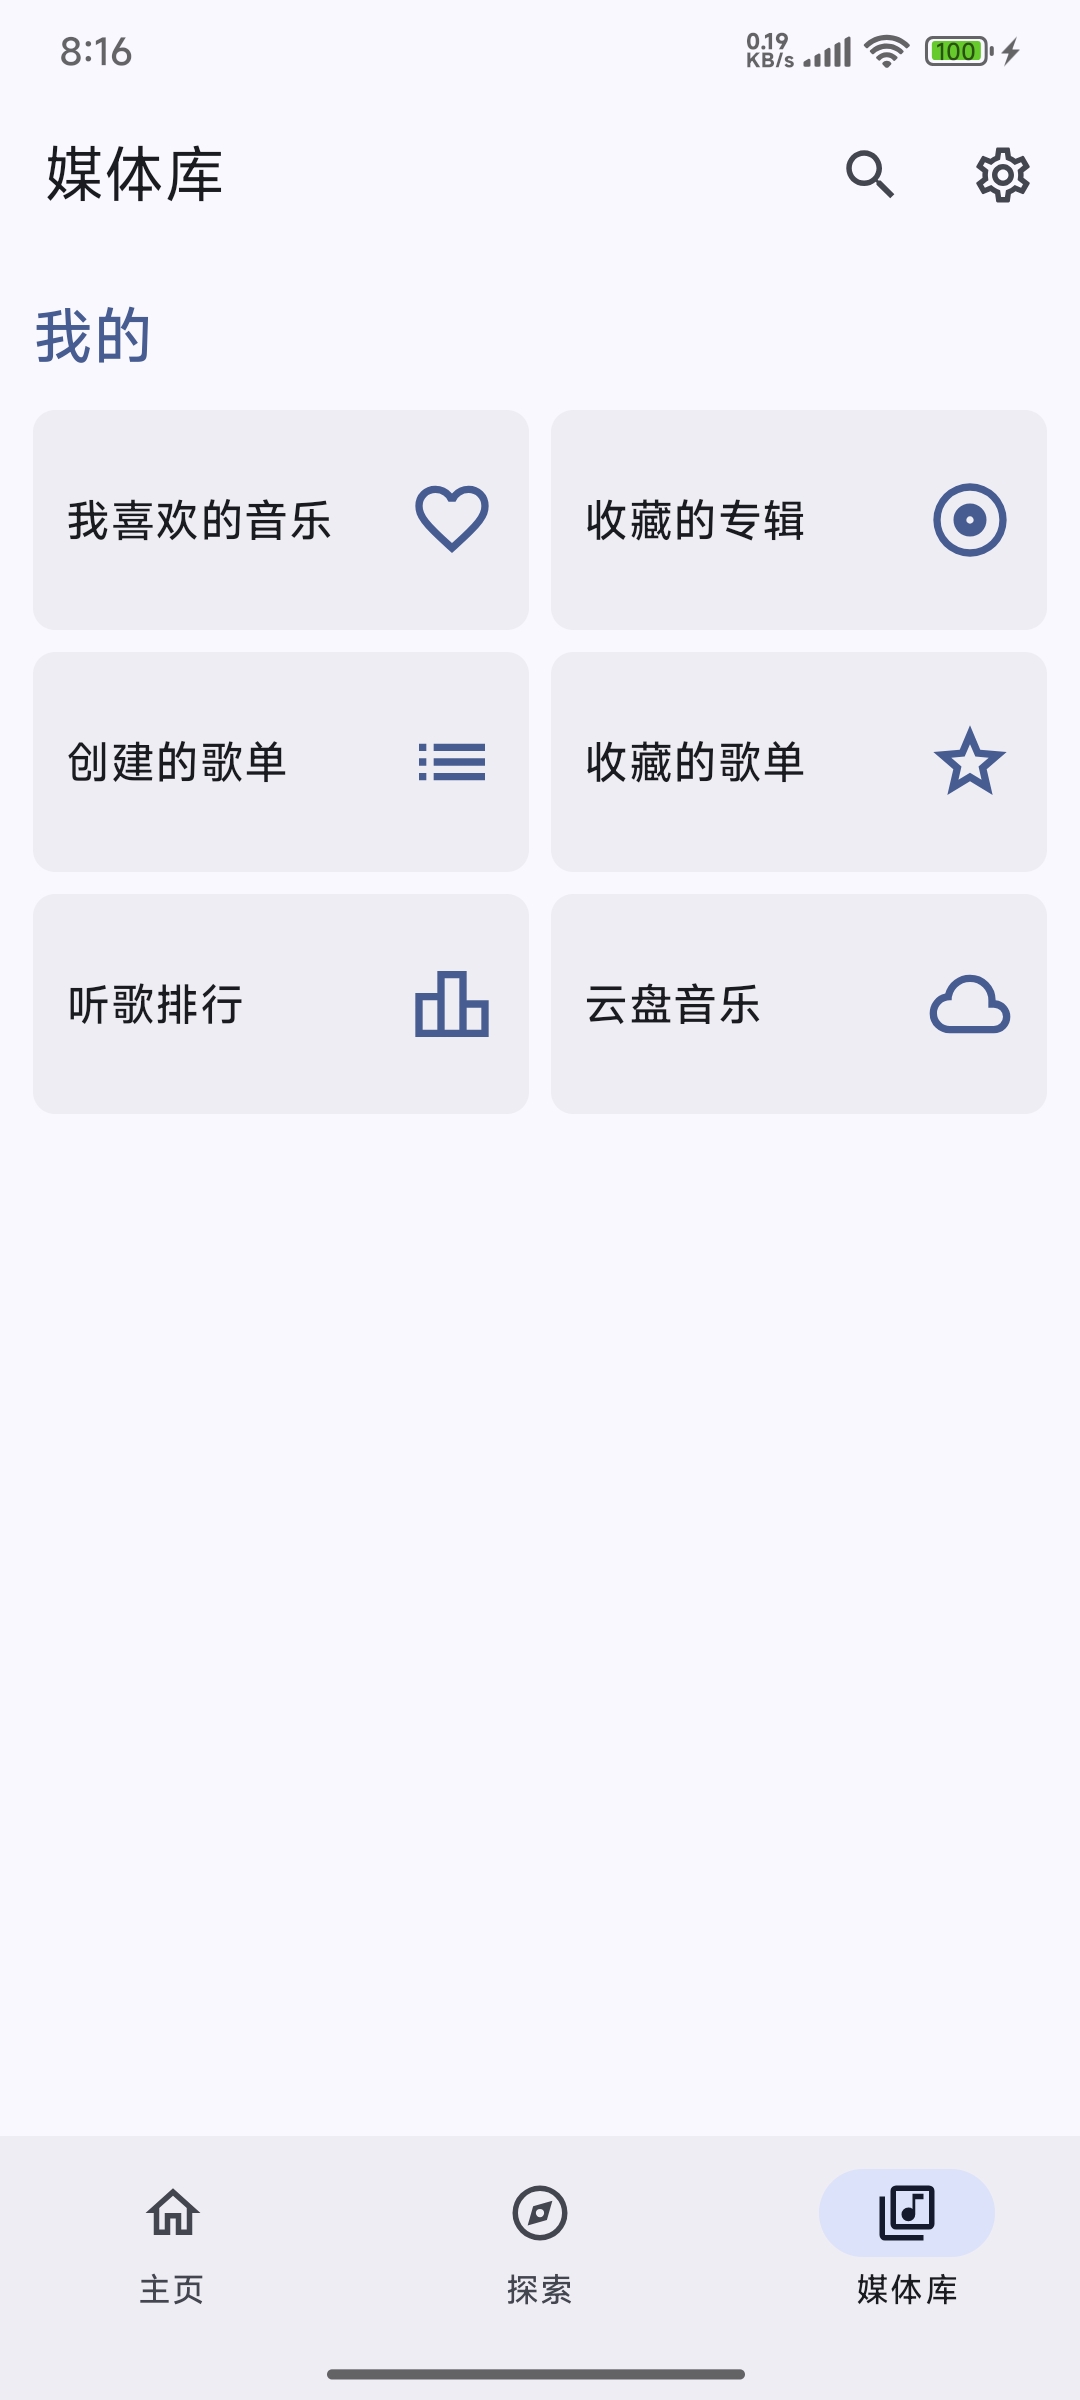 8:16
0.19
KB/s
100
媒体库
我的
我喜欢的音乐
收藏的专辑
创建的歌单
收藏的歌单
听歌排行
云盘音乐
主页
探索
媒体库